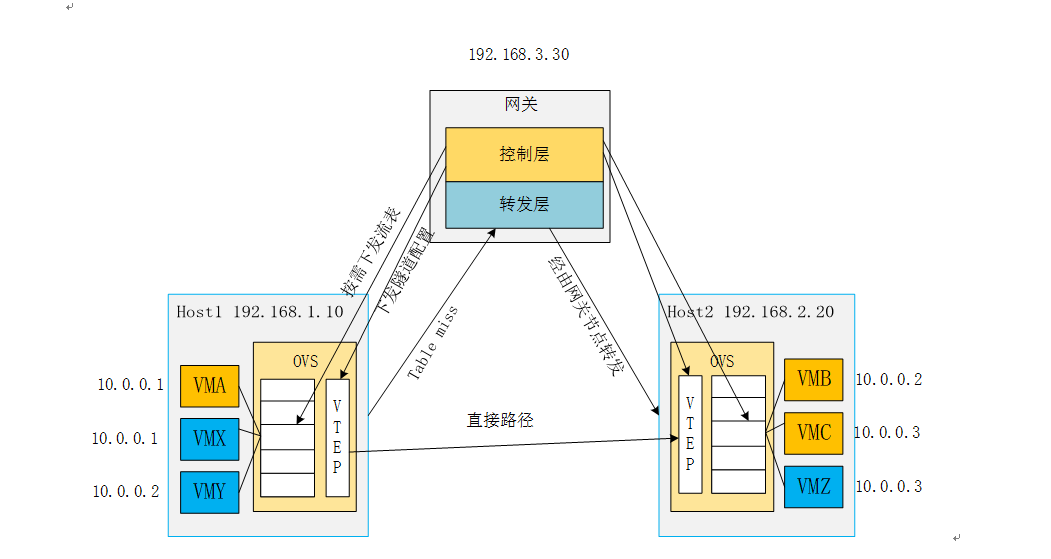 192.168.3.30
网关
控制层
转发层
按需下发流表
下发隧道配置
Table miss
经由网关节点转发
直接路径
Host1 192.168.1.10
OVS
VTEP
10.0.0.1
VMA
10.0.0.1
VMX
10.0.0.2
VMY
Host2 192.168.2.20
OVS
VTEP
VMB
10.0.0.2
VMC
10.0.0.3
VMZ
10.0.0.3